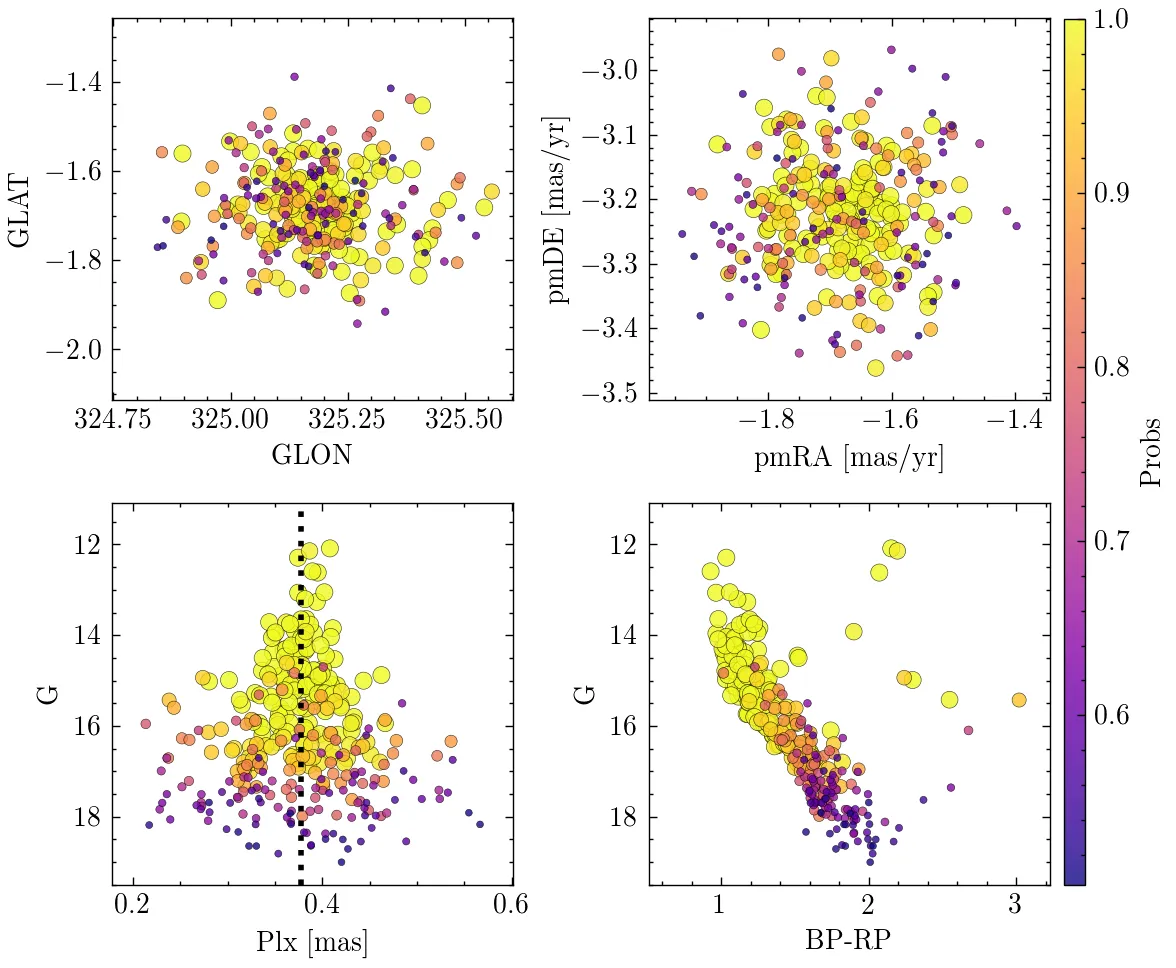 −1.4
−1.6
−1.8
−2.0
GLAT
324.75 325.00 325.25 325.50
GLON
−3.0
−3.1
−3.2
−3.3
−3.4
−3.5
pmDE [mas/yr]
−1.8 −1.6 −1.4
pmRA [mas/yr]
1.0
0.9
0.8
0.7
0.6
Probs
12
14
16
18
G
0.2 0.4 0.6
Plx [mas]
12
14
16
18
G
1 2 3
BP-RP